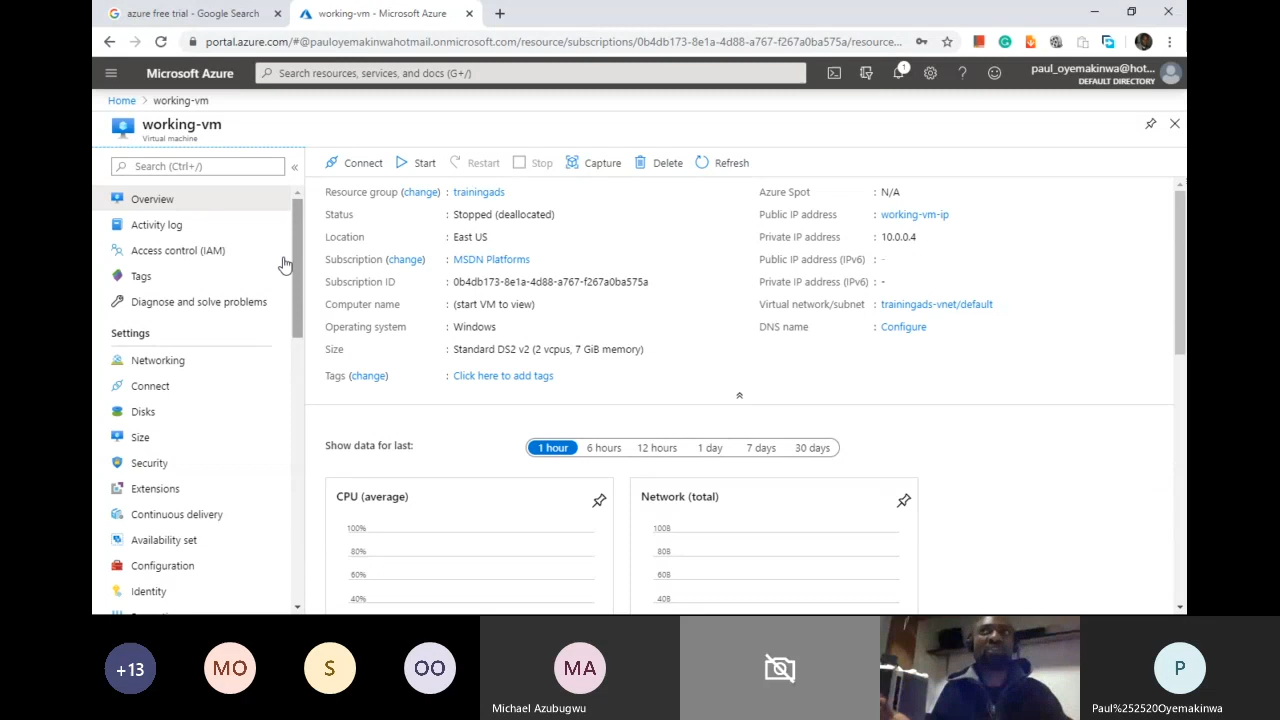 azure free trial - Google Search
working-vm - Microsoft Azure
portal.azure.com/#@pauloyemakinwahotmail.onmicrosoft.com/resource/subscriptions/0b4db173-8e1a-4d88-a767-f267a0ba575a/resource...
Microsoft Azure
Search resources, services, and docs (G+/)
1
paul_oyemakinwa@hot...
DEFAULT DIRECTORY
Home > working-vm
working-vm
Virtual machine
Search (Ctrl+/)
Connect Start Restart Stop Capture Delete Refresh
Overview
Activity log
Access control (IAM)
Tags
Diagnose and solve problems
Settings
Networking
Connect
Disks
Size
Security
Extensions
Continuous delivery
Availability set
Configuration
Identity
Resource group (change) : trainingads
Status : Stopped (deallocated)
Location : East US
Subscription (change) : MSDN Platforms
Subscription ID : 0b4db173-8e1a-4d88-a767-f267a0ba575a
Computer name : (start VM to view)
Operating system : Windows
Size : Standard DS2 v2 (2 vcpus, 7 GiB memory)
Tags (change) : Click here to add tags
Azure Spot : N/A
Public IP address : working-vm-ip
Private IP address : 10.0.0.4
Public IP address (IPv6) : -
Private IP address (IPv6) : -
Virtual network/subnet : trainingads-vnet/default
DNS name : Configure
Show data for last:
1 hour 6 hours 12 hours 1 day 7 days 30 days
CPU (average)
100%
80%
60%
40%
Network (total)
100B
80B
60B
40B
+13
MO
S
OO
MA
Michael Azubugwu
P
Paul%252520Oyemakinwa